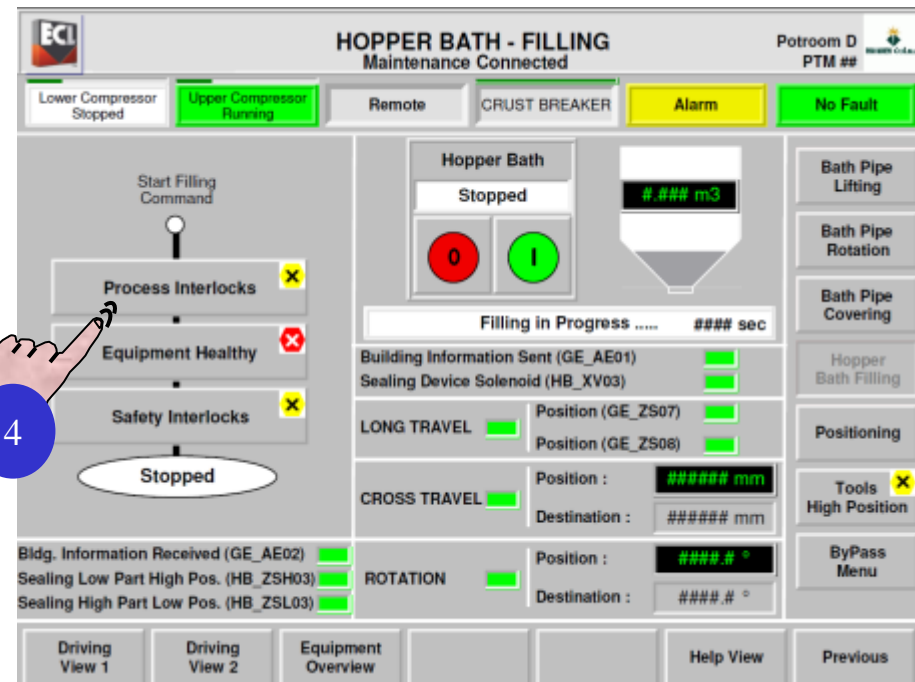 ECL
HOPPER BATH - FILLING
Maintenance Connected
Potroom D
PTM ##
Lower Compressor
Stopped
Upper Compressor
Running
Remote
CRUST BREAKER
Alarm
No Fault
Start Filling
Command
Process Interlocks
Equipment Healthy
Safety Interlocks
Stopped
4
Hopper Bath
Stopped
0
I
#.### m3
Filling in Progress ..... #### sec
Building Information Sent (GE_AE01)
Sealing Device Solenoid (HB_XV03)
LONG TRAVEL
Position (GE_ZS07)
Position (GE_ZS08)
CROSS TRAVEL
Position : ###### mm
Destination : ###### mm
ROTATION
Position : ####.# °
Destination : ####.# °
Bldg. Information Received (GE_AE02)
Sealing Low Part High Pos. (HB_ZSH03)
Sealing High Part Low Pos. (HB_ZSL03)
Bath Pipe
Lifting
Bath Pipe
Rotation
Bath Pipe
Covering
Hopper
Bath Filling
Positioning
Tools
High Position
ByPass
Menu
Driving
View 1
Driving
View 2
Equipment
Overview
Help View
Previous